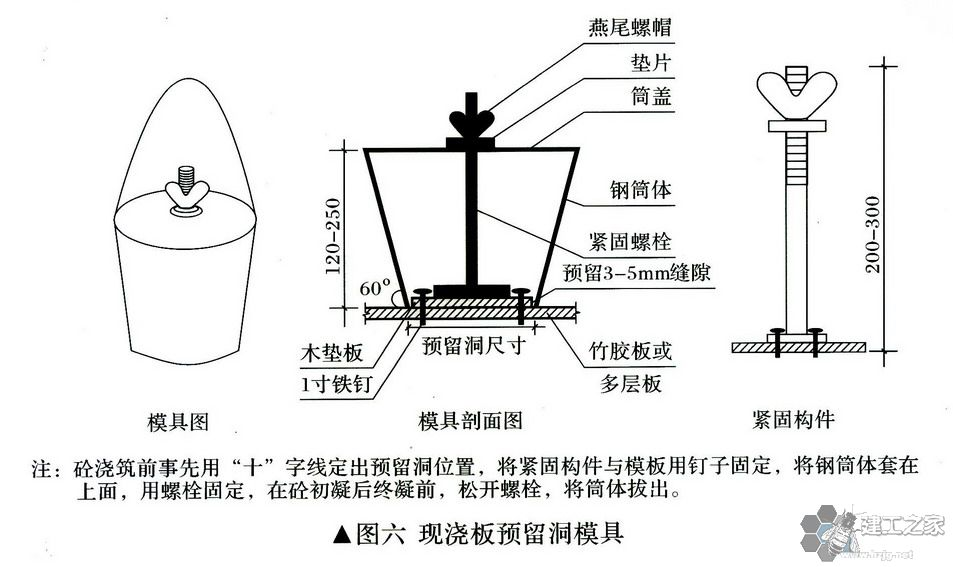 燕尾螺帽
垫片
筒盖
钢筒体
紧固螺栓
预留3-5mm缝隙
120-250
60°
200-300
木垫板
1寸铁钉
预留洞尺寸
竹胶板或
多层板
模具图
模具剖面图
紧固构件
注：砼浇筑前事先用“十”字线定出预留洞位置，将紧固构件与模板用钉子固定，将钢筒体套在
上面，用螺栓固定，在砼初凝后终凝前，松开螺栓，将筒体拔出。
▲图六 现浇板预留洞模具
建工之家